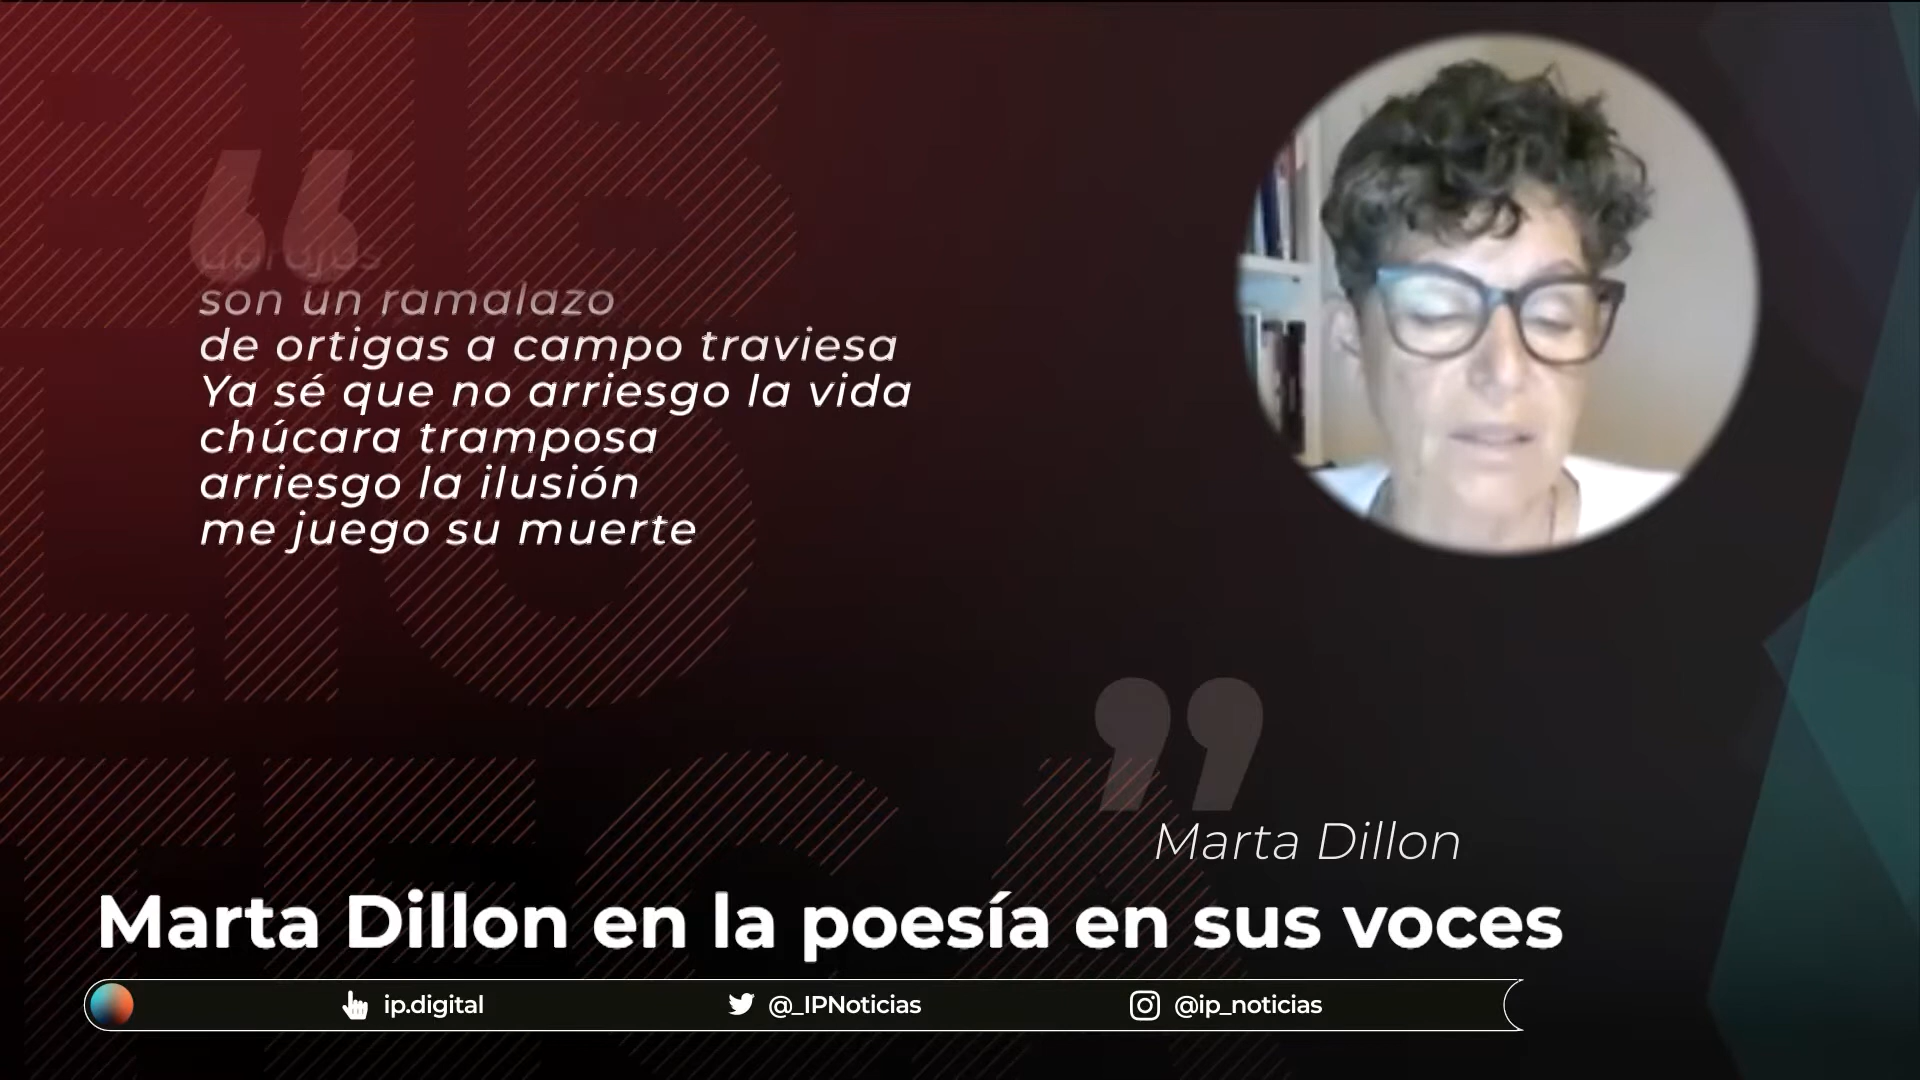 abrojos
son un ramalazo
de ortigas a campo traviesa
Ya sé que no arriesgo la vida
chúcara tramposa
arriesgo la ilusión
me juego su muerte
Marta Dillon
Marta Dillon en la poesía en sus voces
ip.digital
@_IPNoticias
@ip_noticias